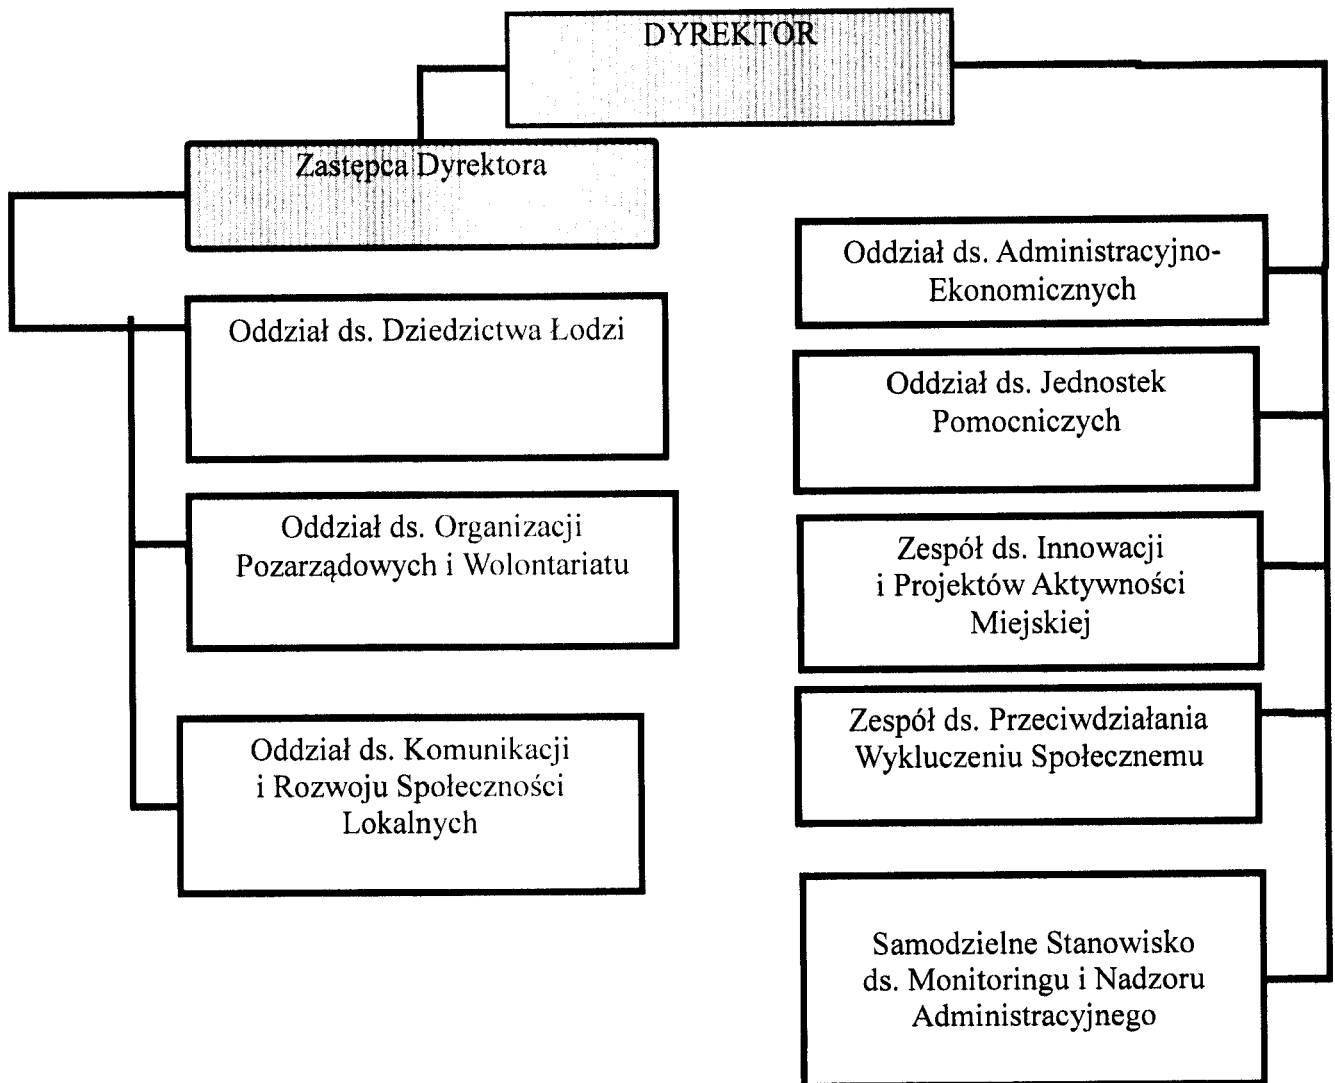 DYREKTOR
Zastępca Dyrektora
Oddział ds. Dziedzictwa Łodzi
Oddział ds. Organizacji
Pozarządowych i Wolontariatu
Oddział ds. Komunikacji
i Rozwoju Społeczności
Lokalnych
Oddział ds. Administracyjno-
Ekonomicznych
Oddział ds. Jednostek
Pomocniczych
Zespół ds. Innowacji
i Projektów Aktywności
Miejskiej
Zespół ds. Przeciwdziałania
Wykluczeniu Społecznemu
Samodzielne Stanowisko
ds. Monitoringu i Nadzoru
Administracyjnego